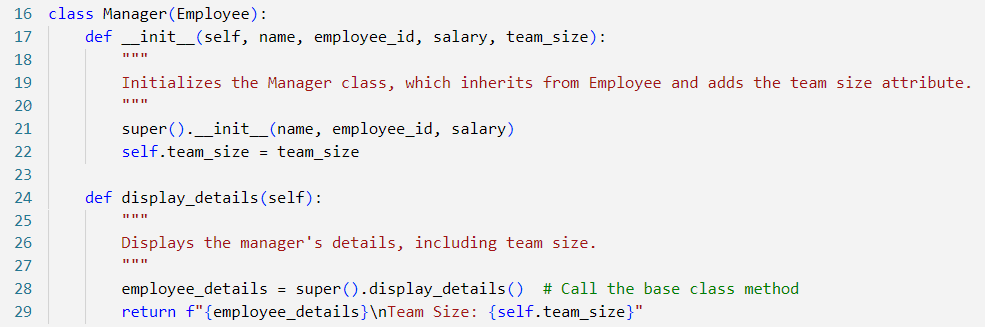 16 class Manager(Employee):
17     def __init__(self, name, employee_id, salary, team_size):
18         """
19         Initializes the Manager class, which inherits from Employee and adds the team size attribute.
20         """
21         super().__init__(name, employee_id, salary)
22         self.team_size = team_size
23
24     def display_details(self):
25         """
26         Displays the manager's details, including team size.
27         """
28         employee_details = super().display_details()  # Call the base class method
29         return f"{employee_details}\nTeam Size: {self.team_size}"